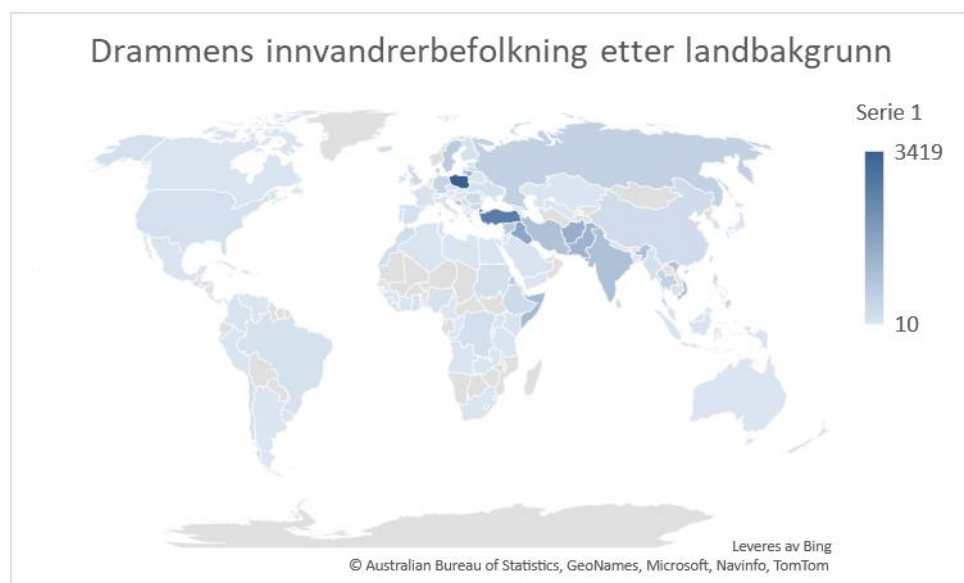 Drammens innvandrerbefolkning etter landbakgrunn
Serie 1
3419
10
Leveres av Bing
© Australian Bureau of Statistics, GeoNames, Microsoft, Navinfo, TomTom